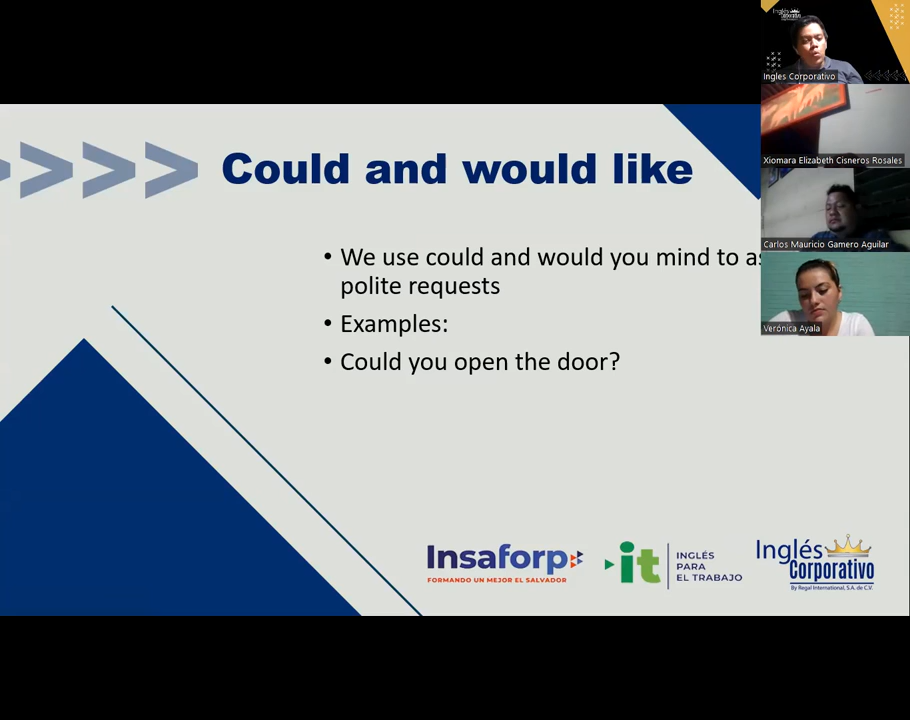 Inglés
Corporativo
Ingles Corporativo
Xiomara Elizabeth Cisneros Rosales
Carlos Mauricio Gamero Aguilar
Verónica Ayala
Could and would like
• We use could and would you mind to
polite requests
• Examples:
• Could you open the door?
Insaforp
FORMANDO UN MEJOR EL SALVADOR
it
INGLÉS
PARA
EL TRABAJO
Inglés
Corporativo
By Regal International, S.A. de C.V.